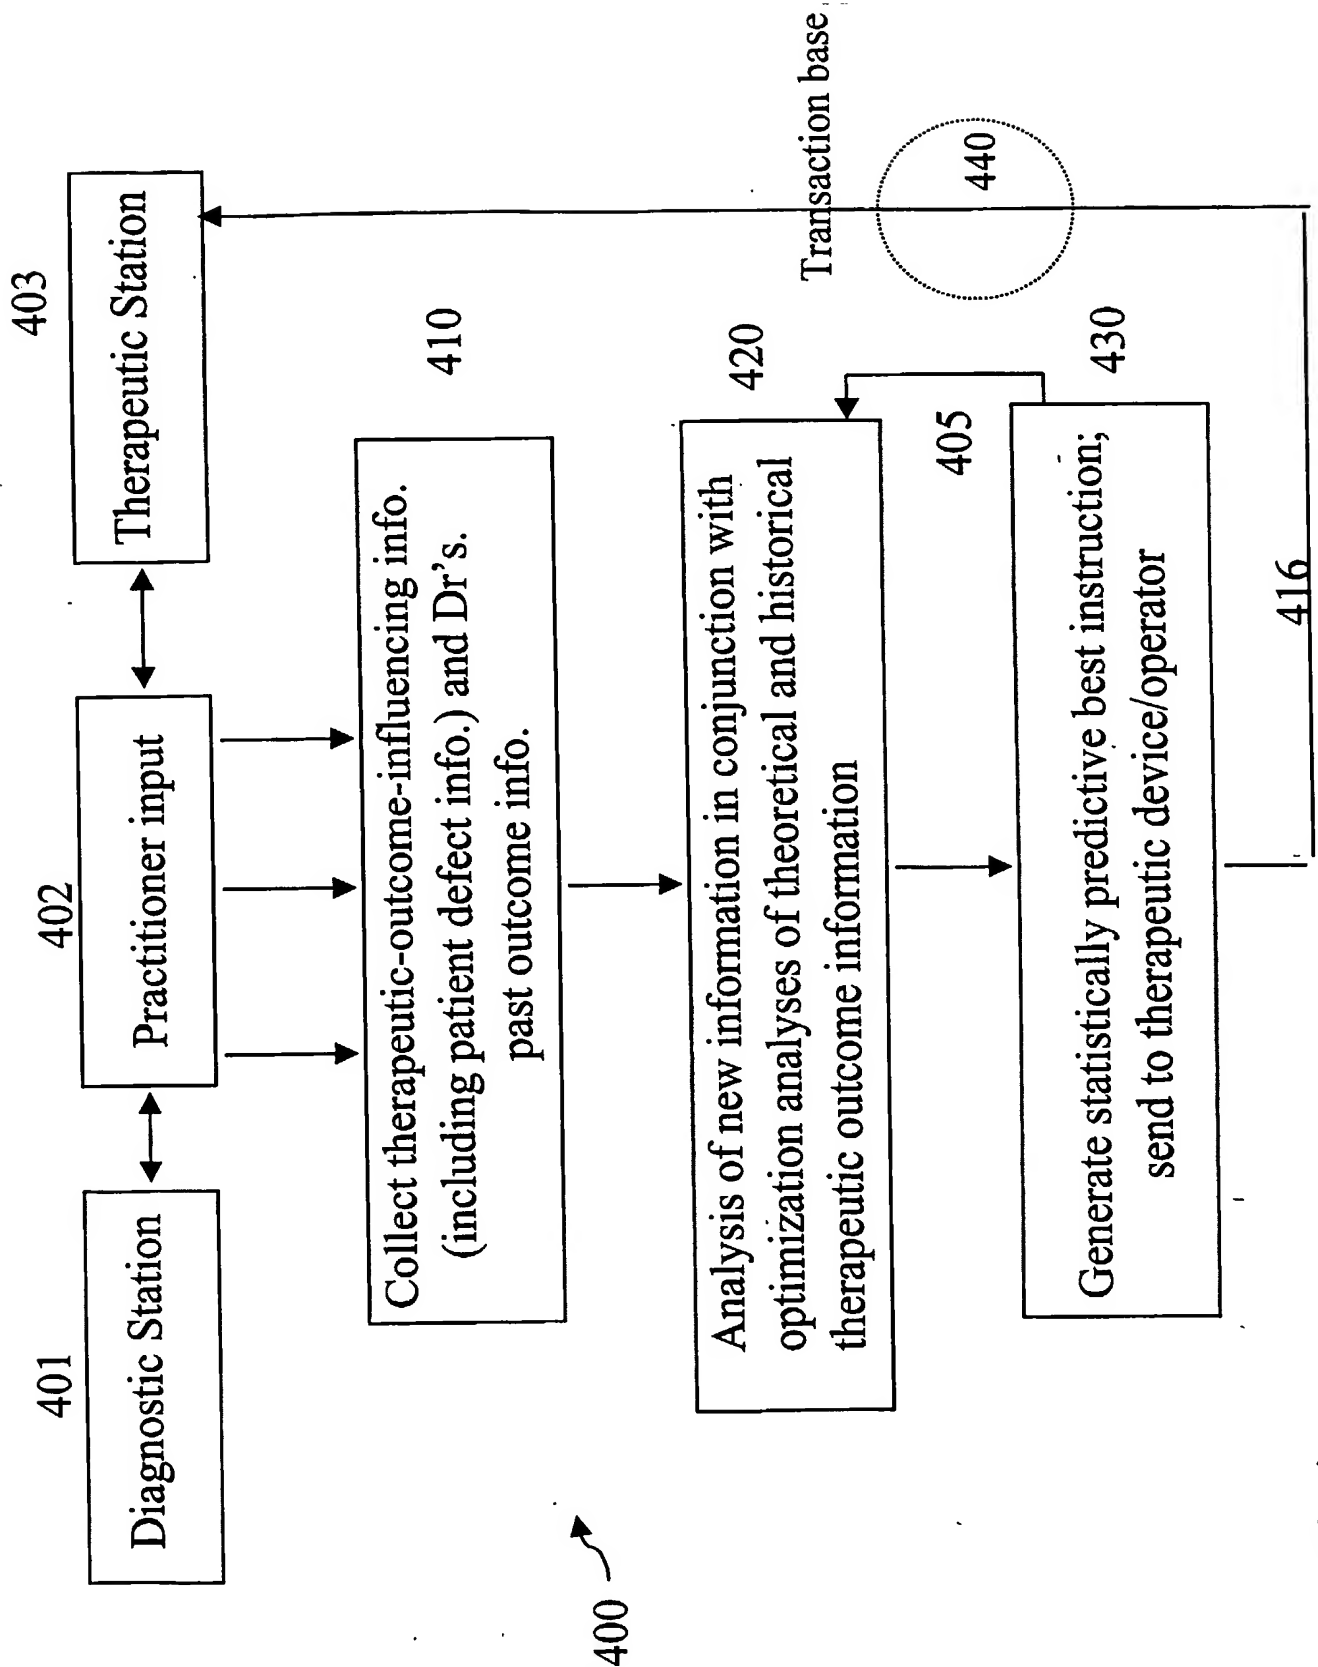 401
Diagnostic Station
402
Practitioner input
403
Therapeutic Station
410
Collect therapeutic-outcome-influencing info.
(including patient defect info.) and Dr's.
past outcome info.
420
Analysis of new information in conjunction with
optimization analyses of theoretical and historical
therapeutic outcome information
Transaction base
440
405
430
Generate statistically predictive best instruction;
send to therapeutic device/operator
416
400